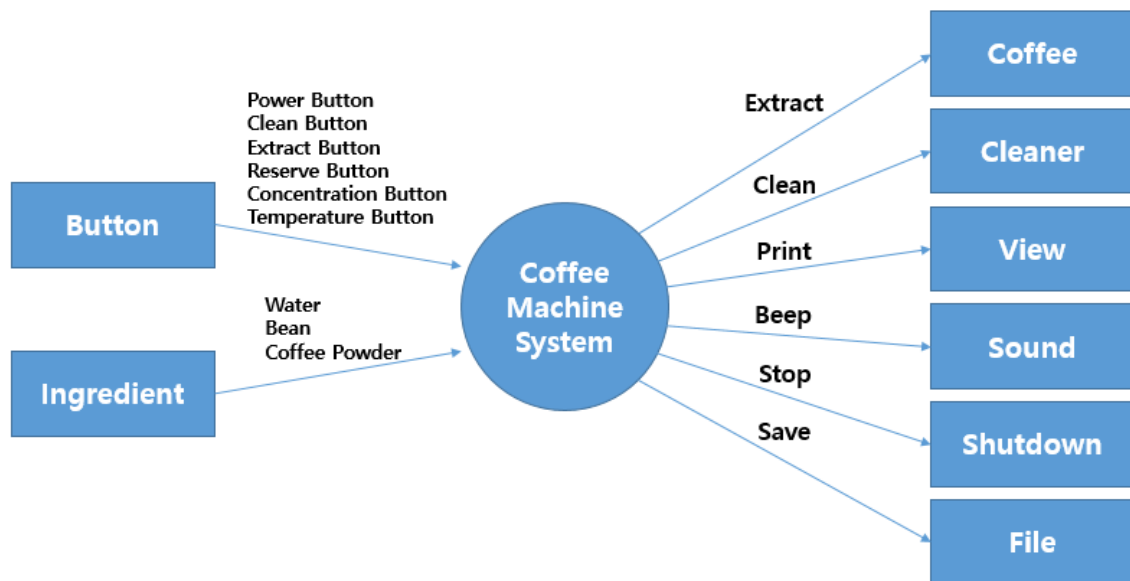 Button
Power Button
Clean Button
Extract Button
Reserve Button
Concentration Button
Temperature Button
Ingredient
Water
Bean
Coffee Powder
Coffee
Machine
System
Extract
Coffee
Clean
Cleaner
Print
View
Beep
Sound
Stop
Shutdown
Save
File